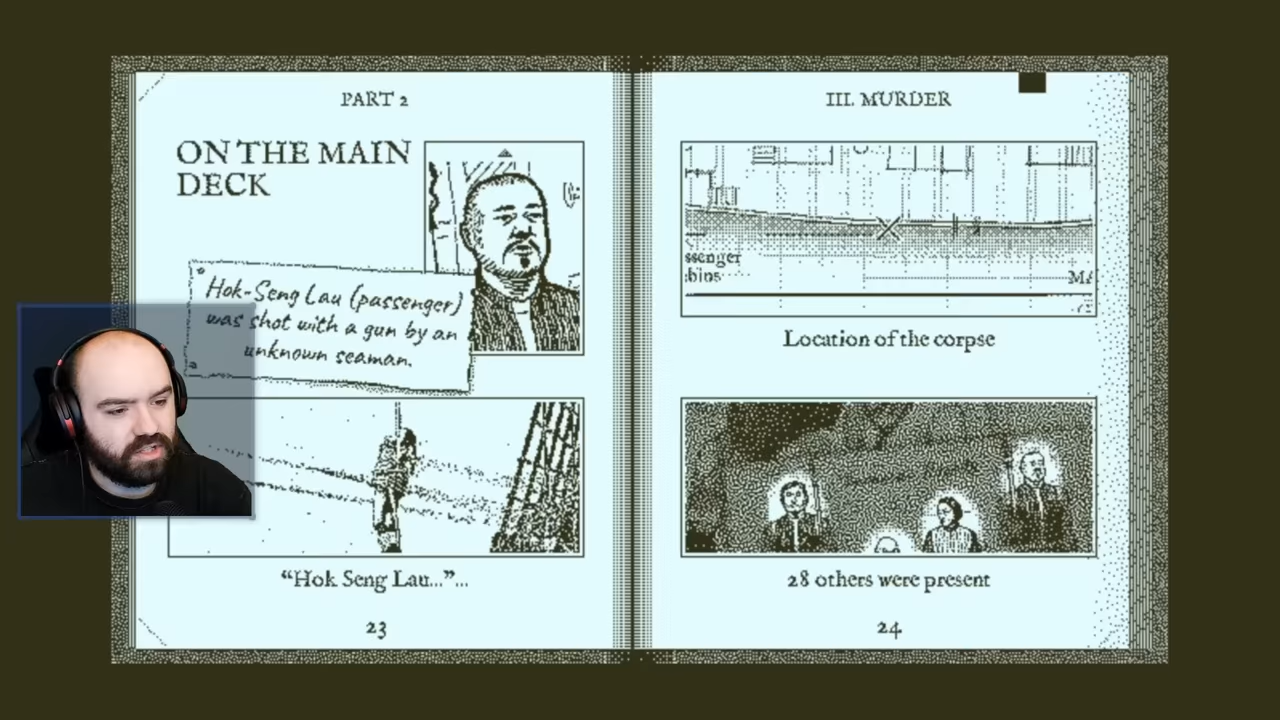 PART 2
ON THE MAIN
DECK
Hok-Seng Lau (passenger)
was shot with a gun by an
unknown seaman.
"Hok Seng Lau..."...
23
III. MURDER
ssenger
bins
MA
Location of the corpse
28 others were present
24